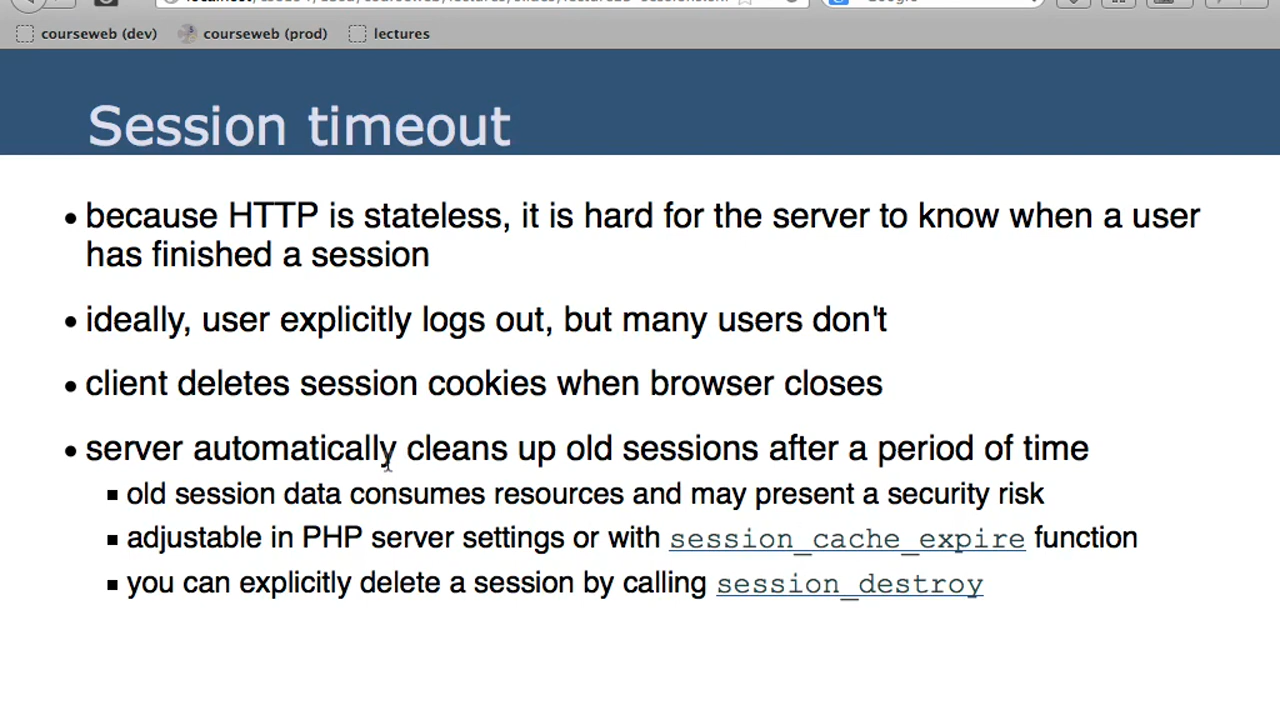 courseweb (dev) courseweb (prod) lectures
Session timeout
• because HTTP is stateless, it is hard for the server to know when a user
has finished a session
• ideally, user explicitly logs out, but many users don't
• client deletes session cookies when browser closes
• server automatically cleans up old sessions after a period of time
▪ old session data consumes resources and may present a security risk
▪ adjustable in PHP server settings or with session_cache_expire function
▪ you can explicitly delete a session by calling session_destroy